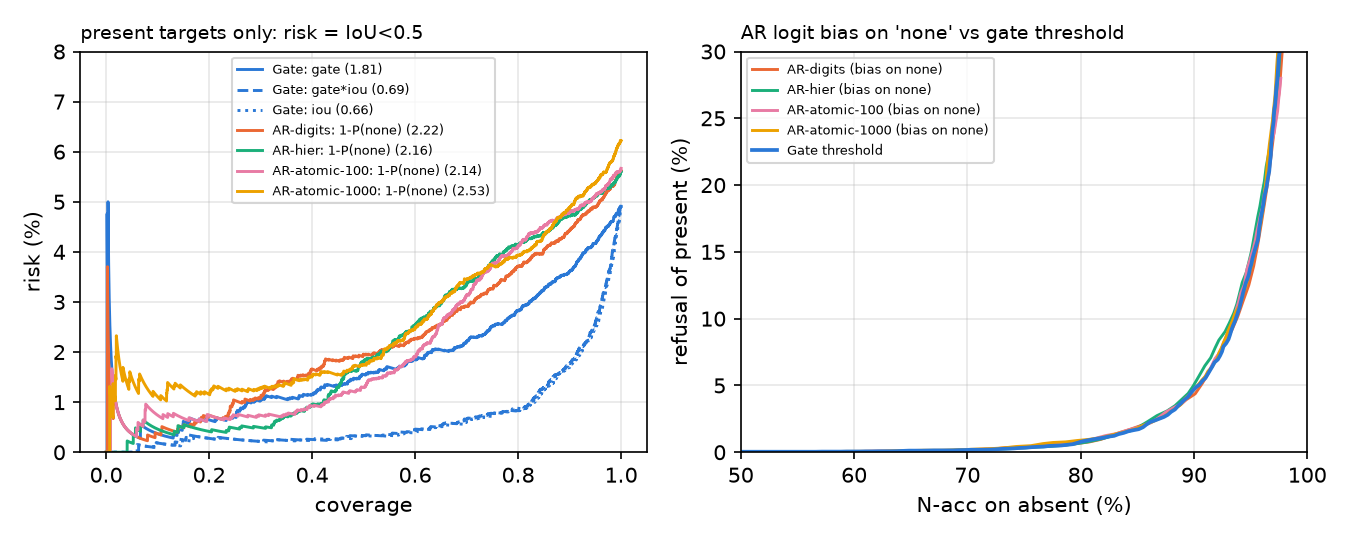 present targets only: risk = IoU<0.5
8
7
6
5
4
3
2
1
0
risk (%)
Gate: gate (1.81)
Gate: gate*iou (0.69)
Gate: iou (0.66)
AR-digits: 1-P(none) (2.22)
AR-hier: 1-P(none) (2.16)
AR-atomic-100: 1-P(none) (2.14)
AR-atomic-1000: 1-P(none) (2.53)
0.0 0.2 0.4 0.6 0.8 1.0
coverage
AR logit bias on 'none' vs gate threshold
30
25
20
15
10
5
0
refusal of present (%)
AR-digits (bias on none)
AR-hier (bias on none)
AR-atomic-100 (bias on none)
AR-atomic-1000 (bias on none)
Gate threshold
50 60 70 80 90 100
N-acc on absent (%)